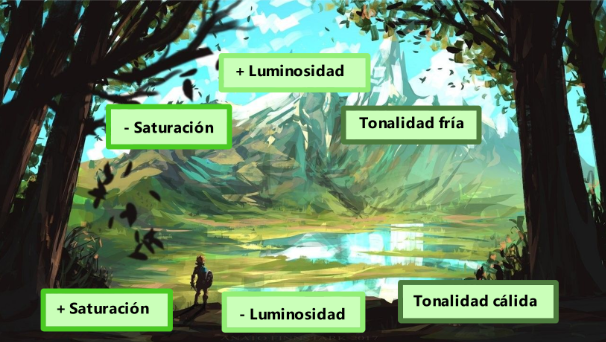 + Luminosidad
- Saturación
Tonalidad fría
+ Saturación
- Luminosidad
Tonalidad cálida